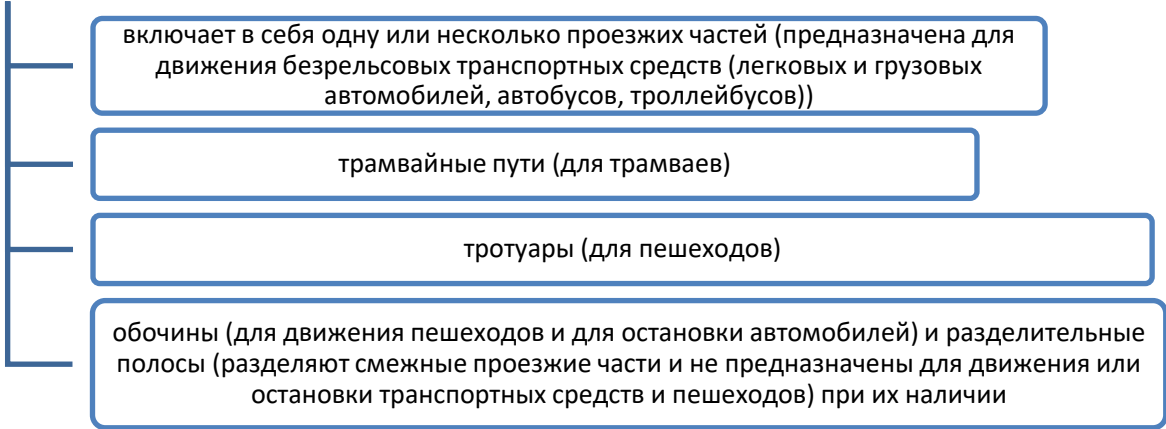 включает в себя одну или несколько проезжих частей (предназначена для
движения безрельсовых транспортных средств (легковых и грузовых
автомобилей, автобусов, троллейбусов))
трамвайные пути (для трамваев)
тротуары (для пешеходов)
обочины (для движения пешеходов и для остановки автомобилей) и разделительные
полосы (разделяют смежные проезжие части и не предназначены для движения или
остановки транспортных средств и пешеходов) при их наличии